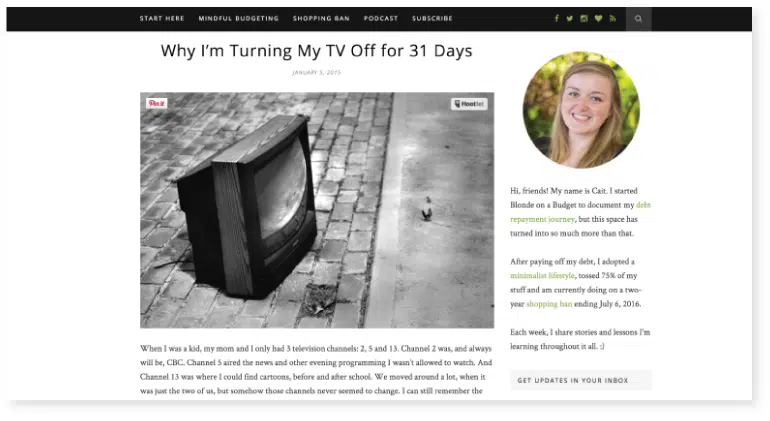 START HERE MINDFUL BUDGETING SHOPPING BAN PODCAST SUBSCRIBE
Why I'm Turning My TV Off for 31 Days
JANUARY 5, 2015
Pin it
Hootlet
When I was a kid, my mom and I only had 3 television channels: 2, 5 and 13. Channel 2 was, and always
will be, CBC. Channel 5 aired the news and other evening programming I wasn't allowed to watch. And
Channel 13 was where I could find cartoons, before and after school. We moved around a lot, when it
was just the two of us, but somehow those channels never seemed to change. I can still remember the
Hi, friends! My name is Cait. I started
Blonde on a Budget to document my debt
repayment journey, but this space has
turned into so much more than that.
After paying off my debt, I adopted a
minimalist lifestyle, tossed 75% of my
stuff and am currently doing on a two-
year shopping ban ending July 6, 2016.
Each week, I share stories and lessons I'm
learning throughout it all. :)
GET UPDATES IN YOUR INBOX